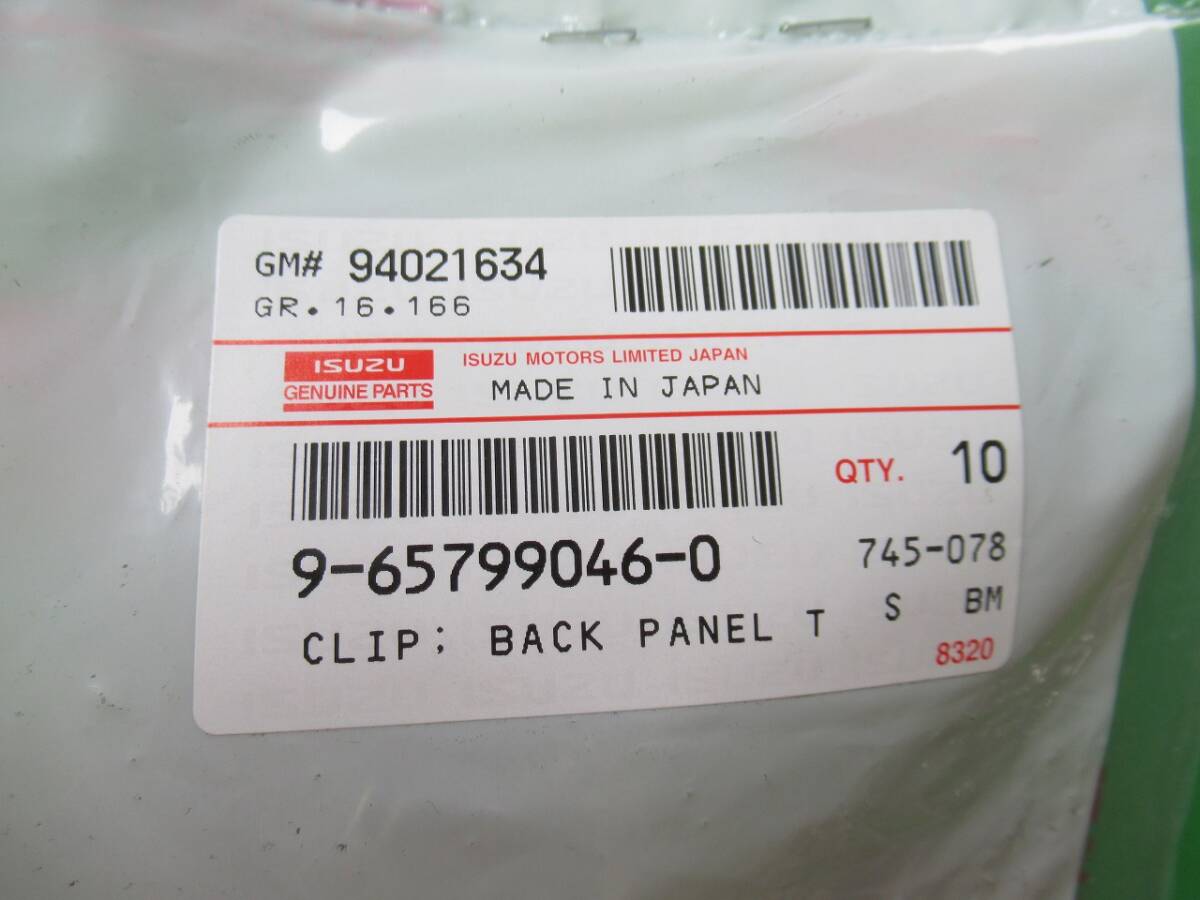 GM# 94021634
GR.16.166
ISUZU
GENUINE PARTS
ISUZU MOTORS LIMITED JAPAN
MADE IN JAPAN
QTY. 10
9-65799046-0
745-078
CLIP; BACK PANEL T S BM
8320